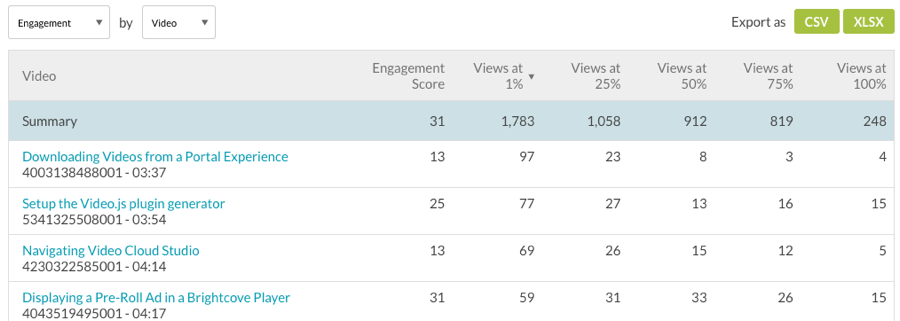 Engagement by Video Export as CSV XLSX
Video Engagement Score Views at 1% Views at 25% Views at 50% Views at 75% Views at 100%
Summary 31 1,783 1,058 912 819 248
Downloading Videos from a Portal Experience 13 97 23 8 3 4
4003138488001 - 03:37
Setup the Video.js plugin generator 25 77 27 13 16 15
5341325508001 - 03:54
Navigating Video Cloud Studio 13 69 26 15 12 5
4230322585001 - 04:14
Displaying a Pre-Roll Ad in a Brightcove Player 31 59 31 33 26 15
4043519495001 - 04:17